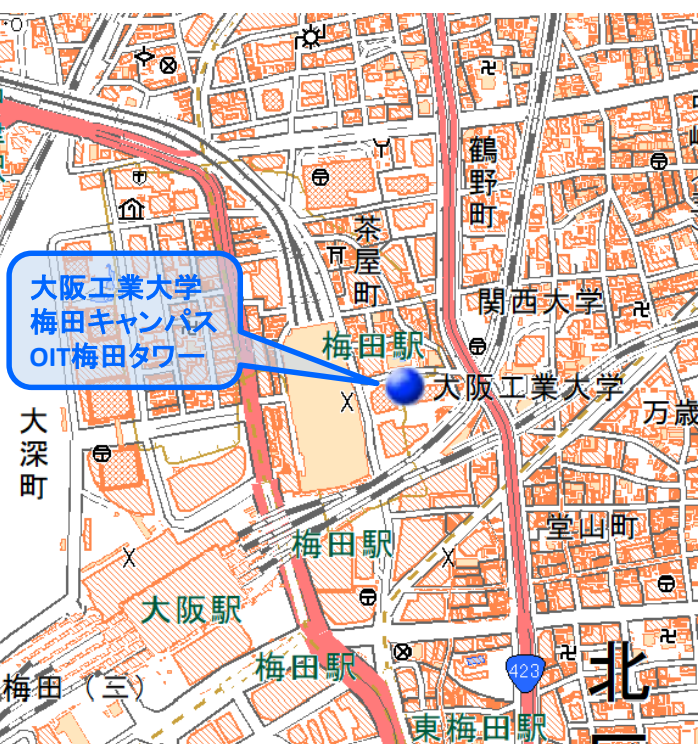 鶴野町
茶屋町
大阪工業大学
梅田キャンパス
OIT梅田タワー
関西大学
梅田駅
大阪工業大学
万歳
大深町
堂山町
梅田駅
大阪駅
梅田駅
423
北
梅田（三）
東梅田駅